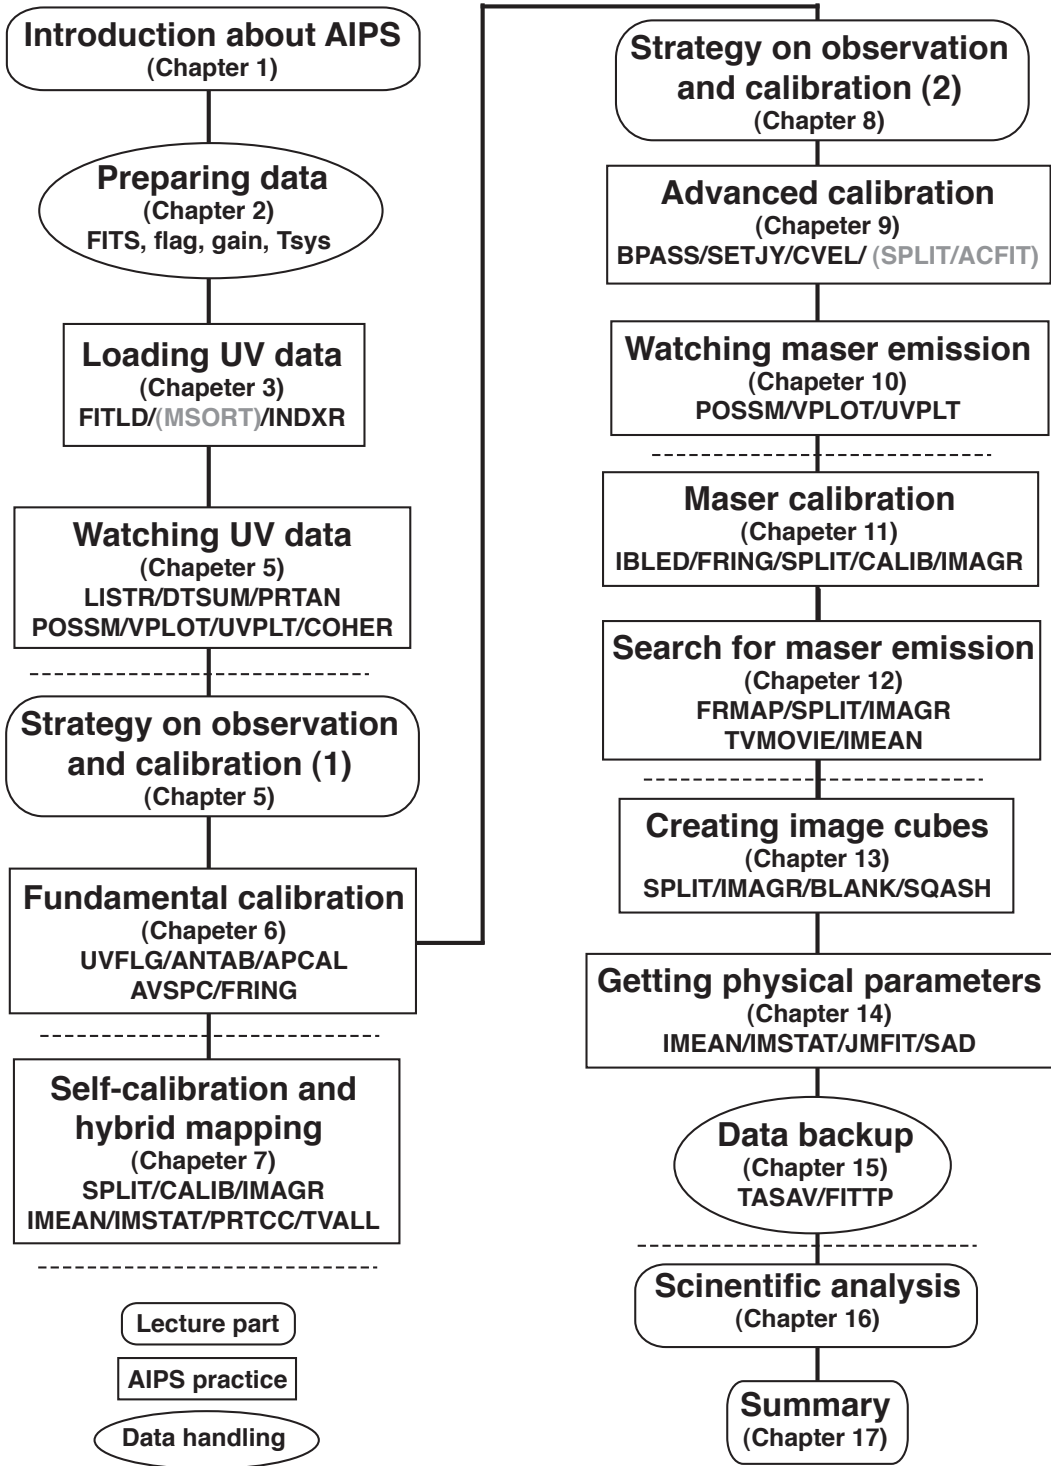 Introduction about AIPS
(Chapter 1)
Preparing data
(Chapter 2)
FITS, flag, gain, Tsys
Loading UV data
(Chapeter 3)
FITLD/(MSORT)/INDXR
Watching UV data
(Chapeter 5)
LISTR/DTSUM/PRTAN
POSSM/VPLOT/UVPLT/COHER
Strategy on observation
and calibration (1)
(Chapter 5)
Fundamental calibration
(Chapeter 6)
UVFLG/ANTAB/APCAL
AVSPC/FRING
Self-calibration and
hybrid mapping
(Chapeter 7)
SPLIT/CALIB/IMAGR
IMEAN/IMSTAT/PRTCC/TVALL
Lecture part
AIPS practice
Data handling
Strategy on observation
and calibration (2)
(Chapter 8)
Advanced calibration
(Chapeter 9)
BPASS/SETJY/CVEL/ (SPLIT/ACFIT)
Watching maser emission
(Chapeter 10)
POSSM/VPLOT/UVPLT
Maser calibration
(Chapeter 11)
IBLED/FRING/SPLIT/CALIB/IMAGR
Search for maser emission
(Chapeter 12)
FRMAP/SPLIT/IMAGR
TVMOVIE/IMEAN
Creating image cubes
(Chapter 13)
SPLIT/IMAGR/BLANK/SQASH
Getting physical parameters
(Chapter 14)
IMEAN/IMSTAT/JMFIT/SAD
Data backup
(Chapter 15)
TASAV/FITTP
Scinentific analysis
(Chapter 16)
Summary
(Chapter 17)